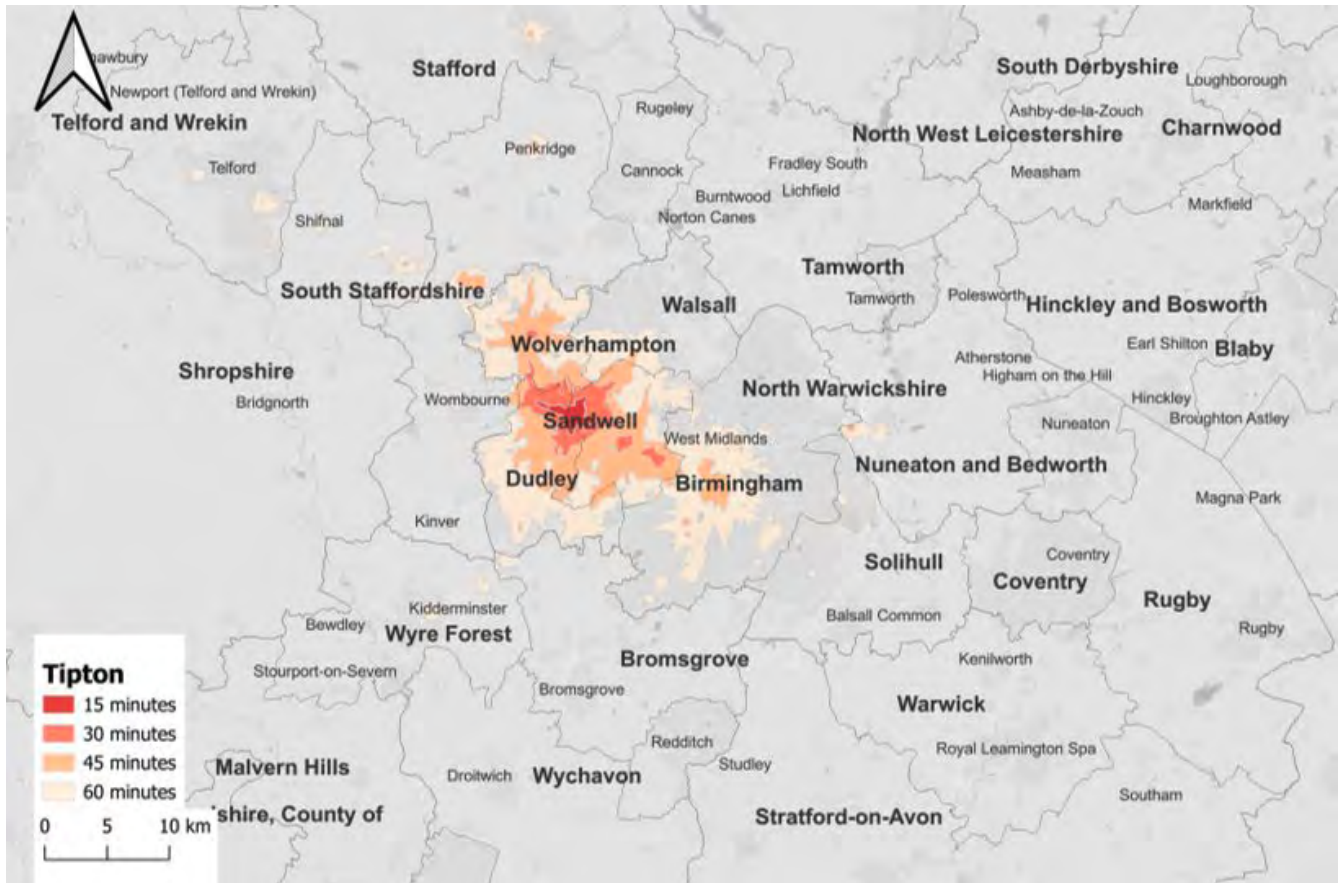 Stafford
South Derbyshire
Loughborough
awbury
Newport (Telford and Wrekin)
Telford and Wrekin
Rugeley
Ashby-de-la-Zouch
North West Leicestershire
Charnwood
Penkridge
Fradley South
Telford
Cannock
Measham
Burntwood
Lichfield
Norton Canes
Markfield
Shifnal
Tamworth
South Staffordshire
Tamworth
Polesworth
Walsall
Hinckley and Bosworth
Wolverhampton
Earl Shilton
Blaby
Atherstone
Shropshire
Higham on the Hill
North Warwickshire
Bridgnorth
Wombourne
Hinckley
Sandwell
Broughton Astley
Nuneaton
West Midlands
Nuneaton and Bedworth
Dudley
Birmingham
Magna Park
Kinver
Coventry
Solihull
Coventry
Rugby
Kidderminster
Balsall Common
Bewdley
Wyre Forest
Rugby
Bromsgrove
Kenilworth
Stourport-on-Severn
Bromsgrove
Warwick
Redditch
Royal Leamington Spa
Malvern Hills
Droitwich
Wychavon
Studley
Southam
shire, County of
Stratford-on-Avon
Tipton
15 minutes
30 minutes
45 minutes
60 minutes
0 5 10 km